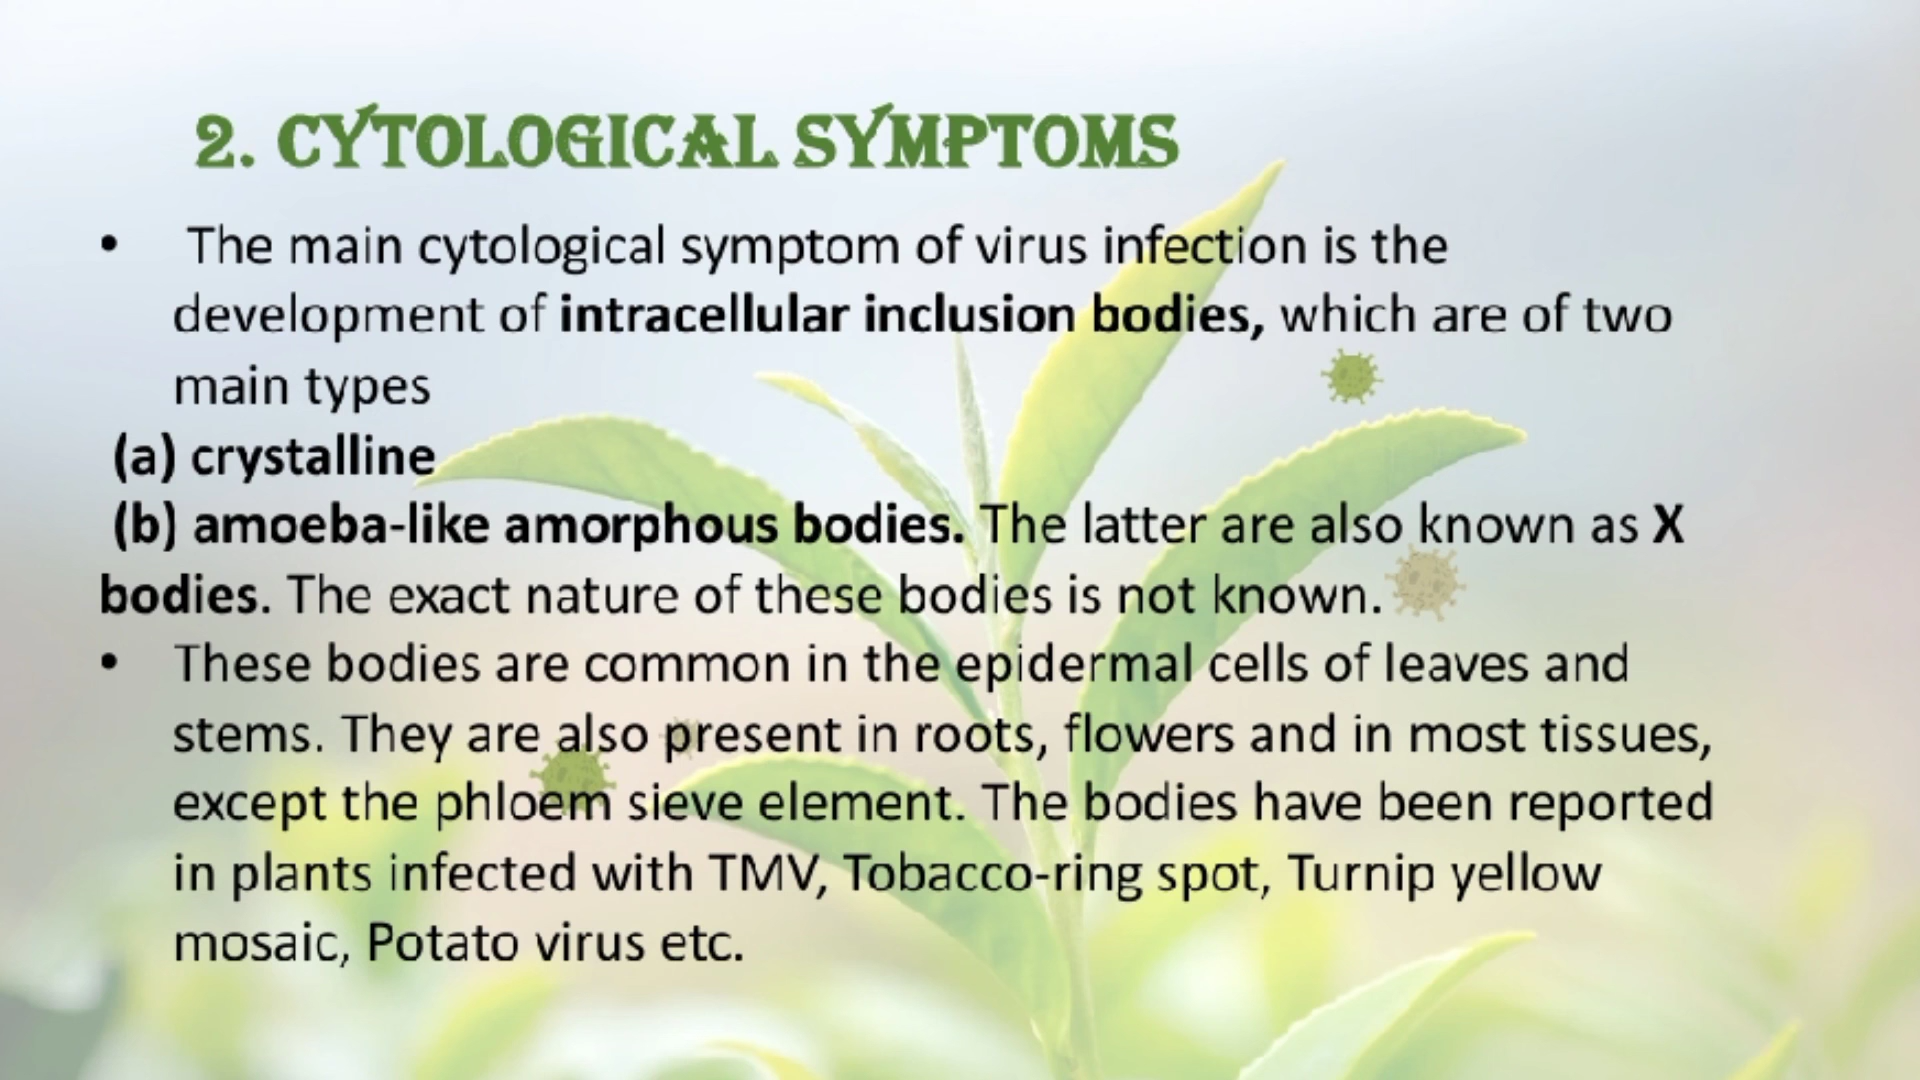 2. CYTOLOGICAL SYMPTOMS
• The main cytological symptom of virus infection is the
development of intracellular inclusion bodies, which are of two
main types
(a) crystalline
(b) amoeba-like amorphous bodies. The latter are also known as X
bodies. The exact nature of these bodies is not known.
• These bodies are common in the epidermal cells of leaves and
stems. They are also present in roots, flowers and in most tissues,
except the phloem sieve element. The bodies have been reported
in plants infected with TMV, Tobacco-ring spot, Turnip yellow
mosaic, Potato virus etc.